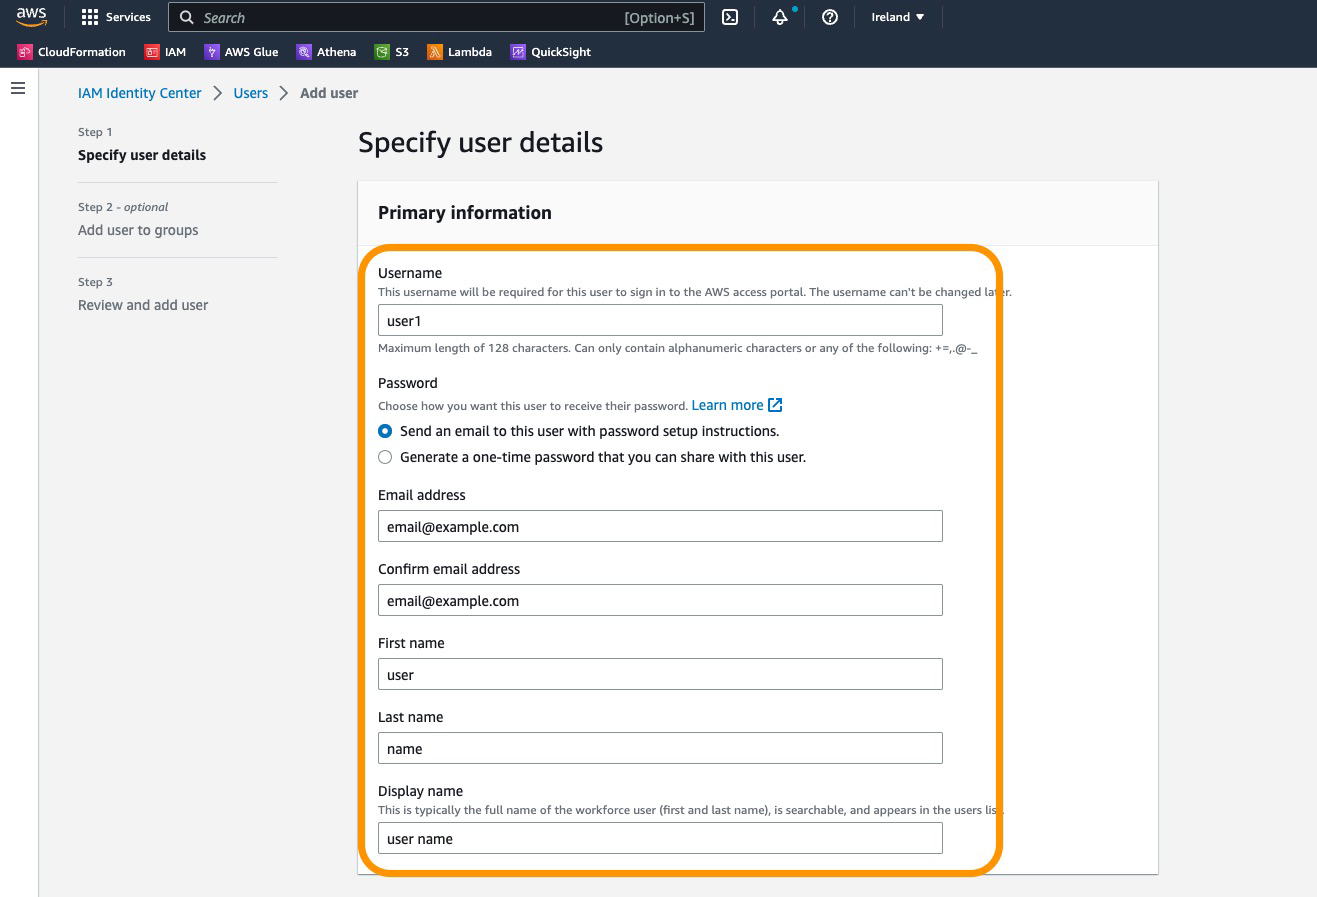 aws
Services
Search
[Option+S]
Ireland
CloudFormation
IAM
AWS Glue
Athena
S3
Lambda
QuickSight
IAM Identity Center
Users
Add user
Step 1
Specify user details
Step 2 - optional
Add user to groups
Step 3
Review and add user
Specify user details
Primary information
Username
This username will be required for this user to sign in to the AWS access portal. The username can't be changed later.
user1
Maximum length of 128 characters. Can only contain alphanumeric characters or any of the following: +=,.@-_
Password
Choose how you want this user to receive their password. Learn more
Send an email to this user with password setup instructions.
Generate a one-time password that you can share with this user.
Email address
email@example.com
Confirm email address
email@example.com
First name
user
Last name
name
Display name
This is typically the full name of the workforce user (first and last name), is searchable, and appears in the users list.
user name